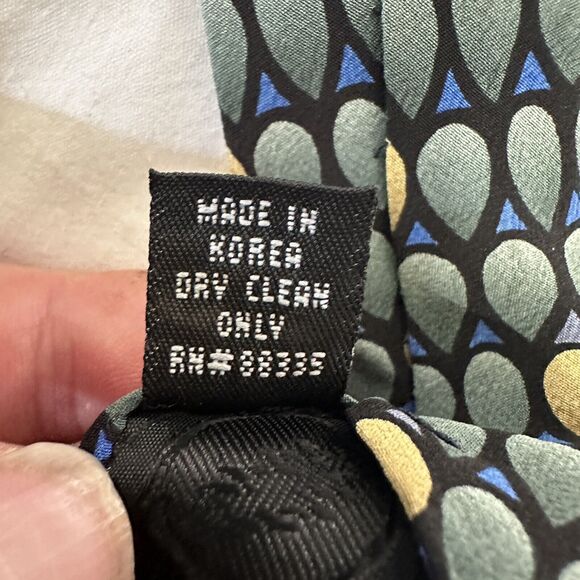 MADE IN
KOREA
DRY CLEAN
ONLY
RN#88335